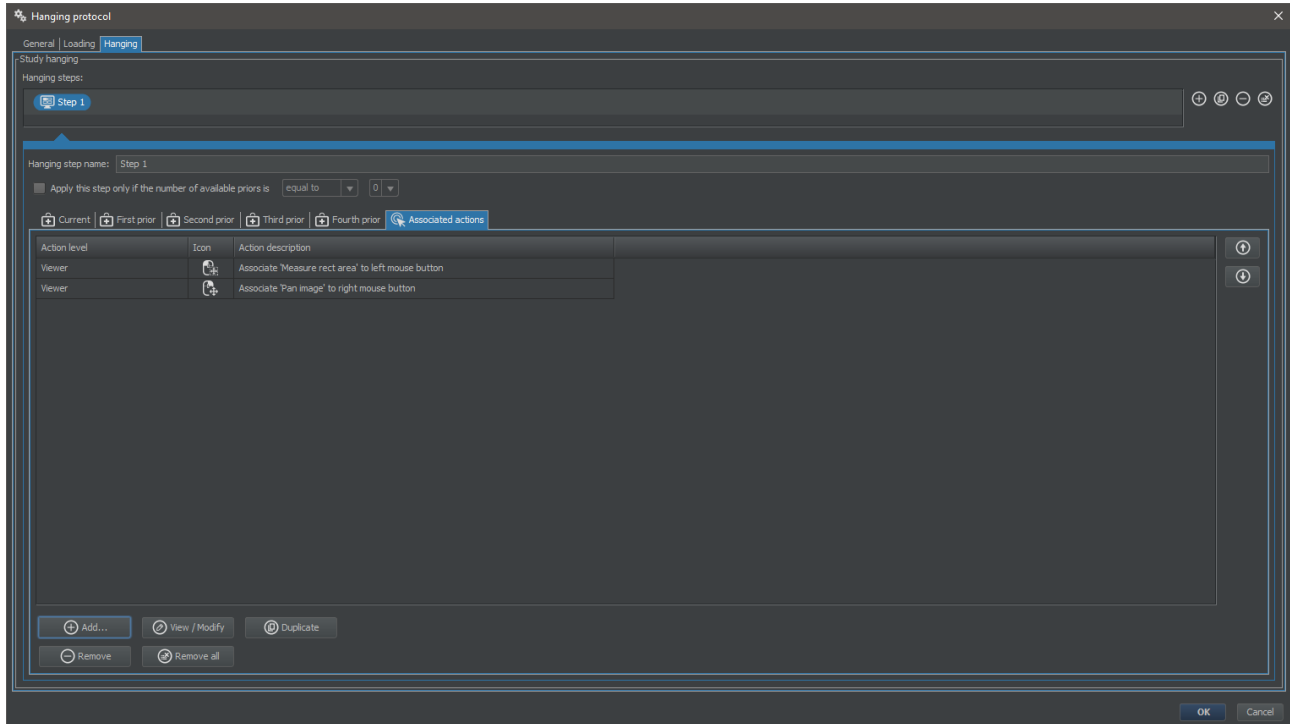 Hanging protocol
General Loading Hanging
Study hanging
Hanging steps:
Step 1
Hanging step name: Step 1
Apply this step only if the number of available priors is equal to 0
Current First prior Second prior Third prior Fourth prior Associated actions
Action level Icon Action description
Viewer Associate 'Measure rect area' to left mouse button
Viewer Associate 'Pan image' to right mouse button
Add... View / Modify Duplicate
Remove Remove all
OK Cancel